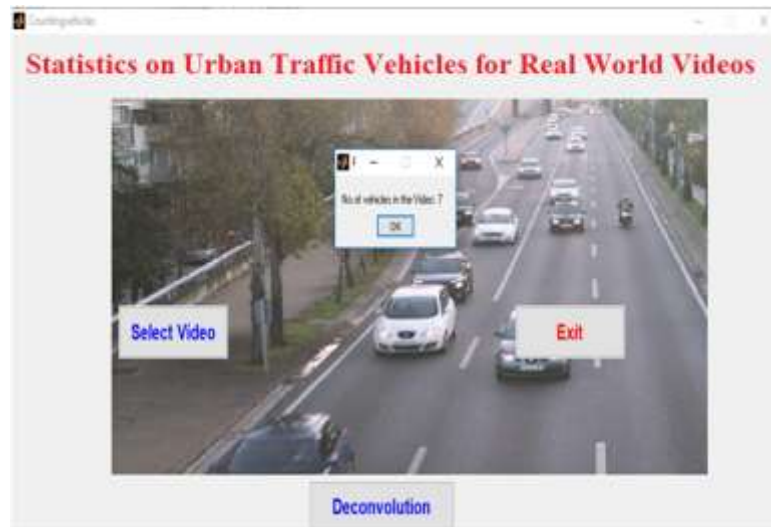 Statistics on Urban Traffic Vehicles for Real World Videos
No of vehicles in the Video: 7
OK
Select Video
Exit
Deconvolution